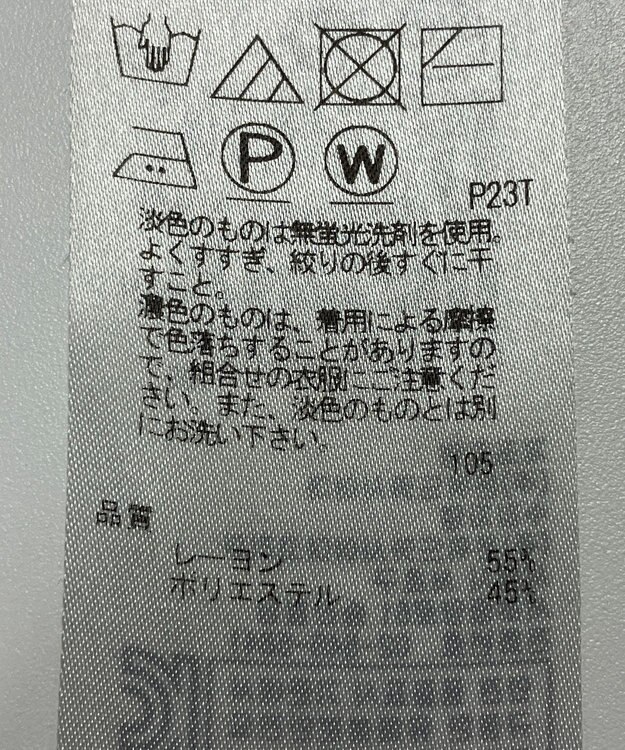 P
W
P23T
淡色のものは無蛍光洗剤を使用。
よくすすぎ、絞りの後すぐに干
すこと。
濃色のものは、着用による摩擦
で色落ちすることがありますの
で、組合せの衣服にご注意くだ
さい。また、淡色のものとは別
にお洗い下さい。
105
品質
レーヨン 55%
ポリエステル 45%